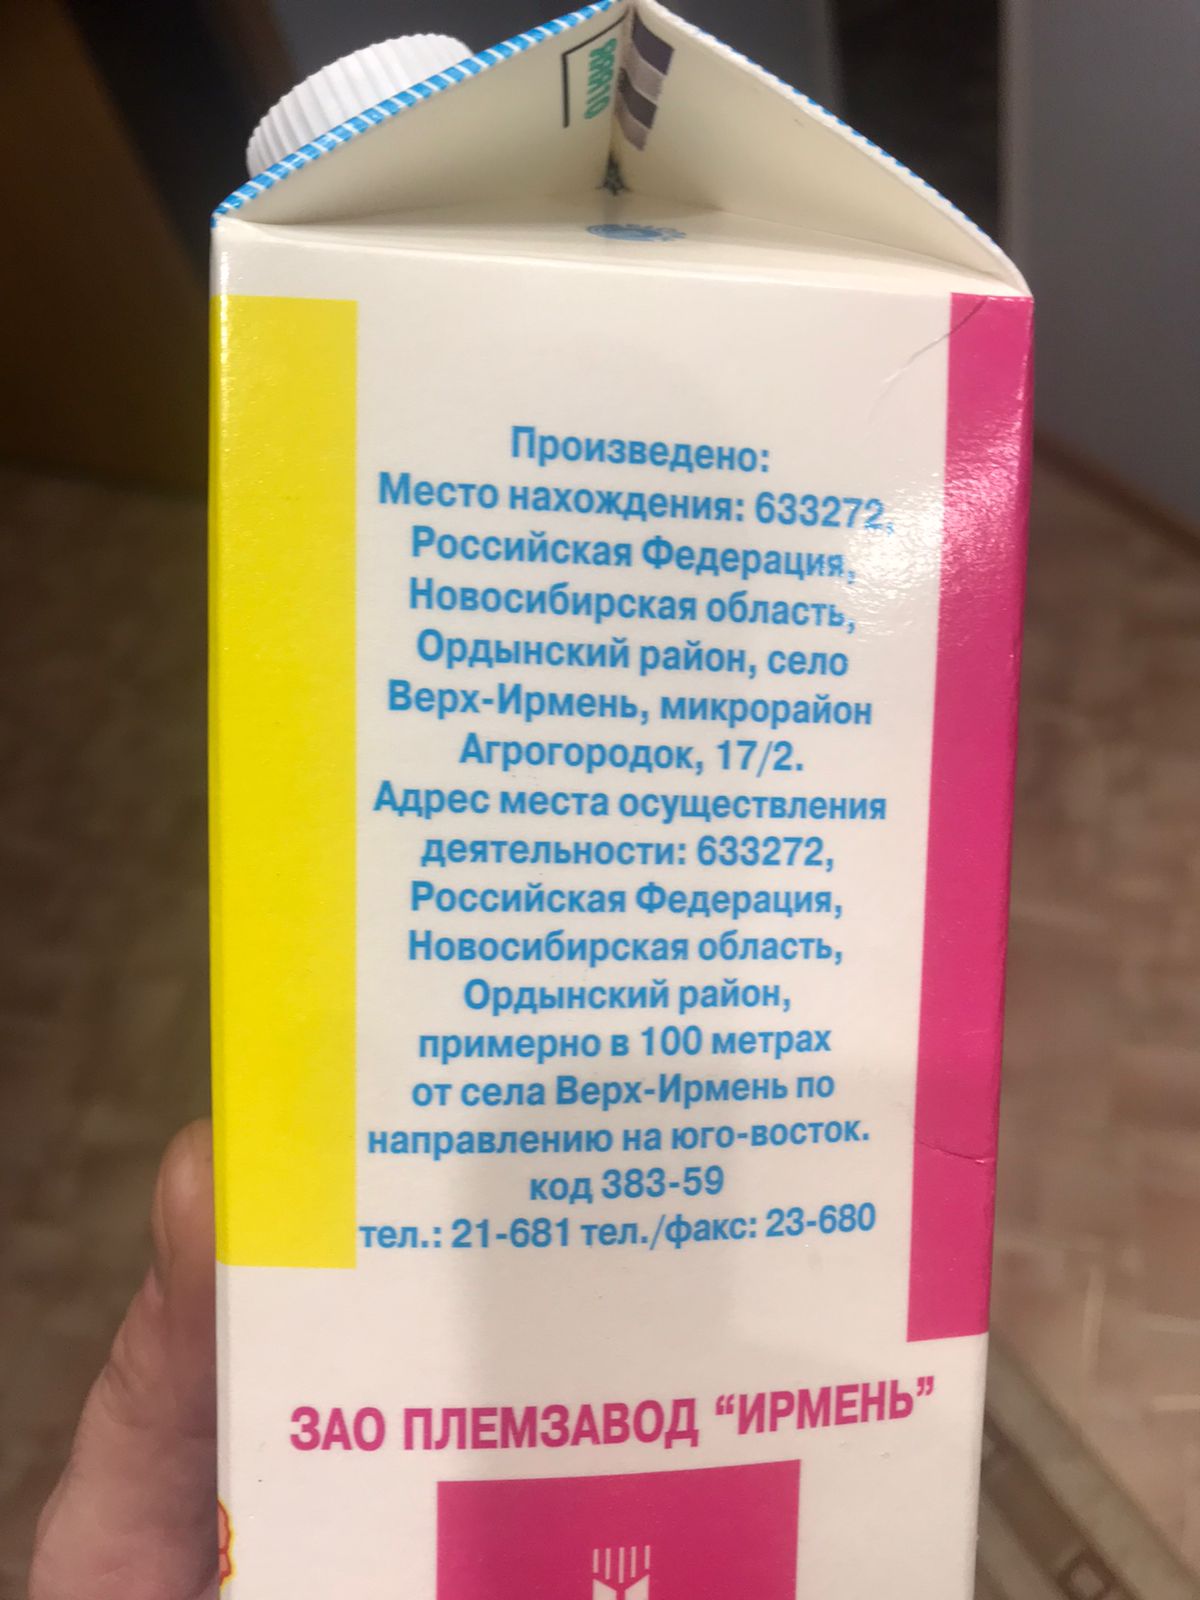 Произведено:
Место нахождения: 633272,
Российская Федерация,
Новосибирская область,
Ордынский район, село
Верх-Ирмень, микрорайон
Агрогородок, 17/2.
Адрес места осуществления
деятельности: 633272,
Российская Федерация,
Новосибирская область,
Ордынский район,
примерно в 100 метрах
от села Верх-Ирмень по
направлению на юго-восток.
код 383-59
тел.: 21-681 тел./факс: 23-680
ЗАО ПЛЕМЗАВОД “ИРМЕНЬ”